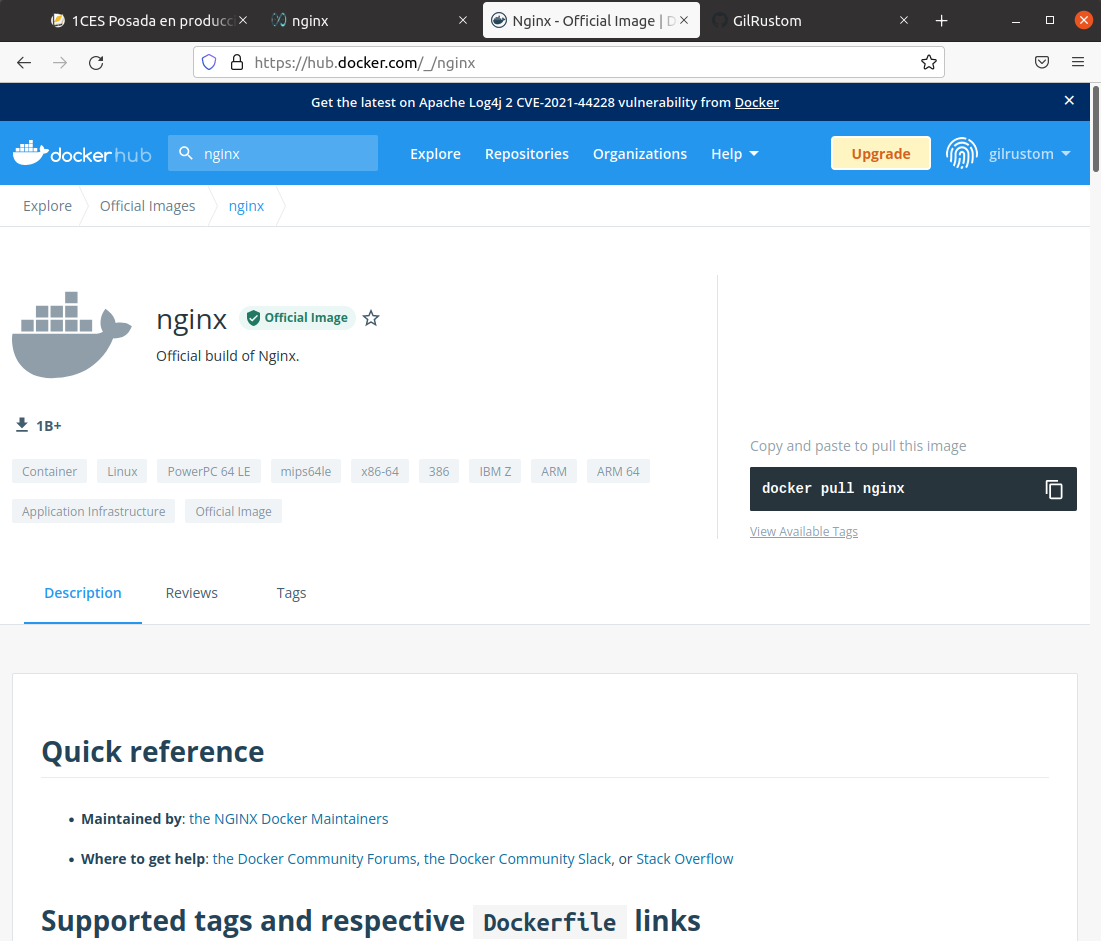 1CES Posada en producci
nginx
Nginx - Official Image | D
GilRustom
https://hub.docker.com/_/nginx
Get the latest on Apache Log4j 2 CVE-2021-44228 vulnerability from Docker
docker hub
nginx
Explore
Repositories
Organizations
Help
Upgrade
gilrustom
Explore
Official Images
nginx
nginx
Official Image
Official build of Nginx.
1B+
Container
Linux
PowerPC 64 LE
mips64le
x86-64
386
IBM Z
ARM
ARM 64
Application Infrastructure
Official Image
Copy and paste to pull this image
docker pull nginx
View Available Tags
Description
Reviews
Tags
Quick reference
• Maintained by: the NGINX Docker Maintainers
• Where to get help: the Docker Community Forums, the Docker Community Slack, or Stack Overflow
Supported tags and respective Dockerfile links